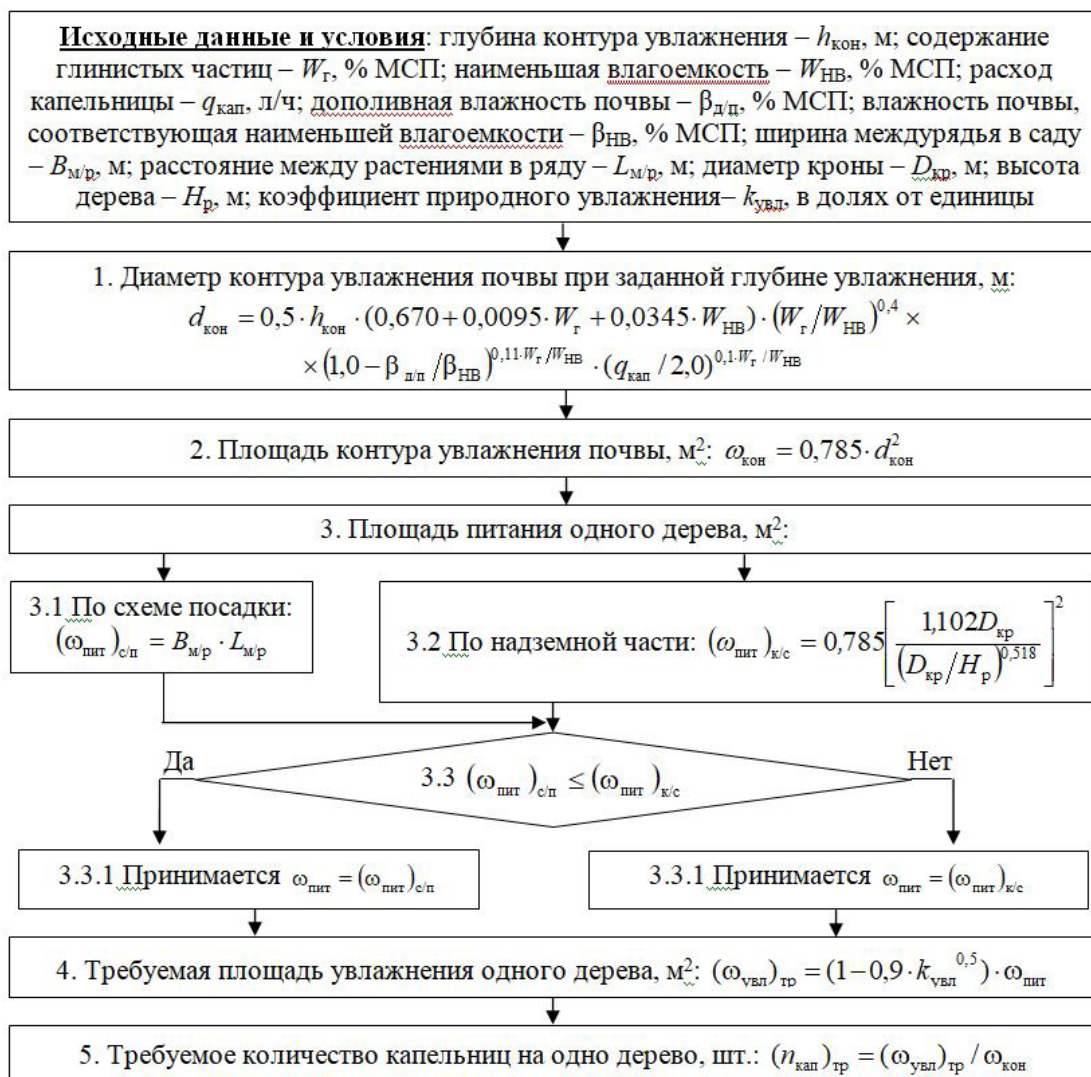 Исходные данные и условия: глубина контура увлажнения – hкон, м; содержание
глинистых частиц – Wг, % МСП; наименьшая влагоемкость – WНВ, % МСП; расход
капельницы – qкап, л/ч; дополивная влажность почвы – βд/п, % МСП; влажность почвы,
соответствующая наименьшей влагоемкости – βНВ, % МСП; ширина междурядья в саду
– Bм/р, м; расстояние между растениями в ряду – Lм/р, м; диаметр кроны – Dкр, м; высота
дерева – Hр, м; коэффициент природного увлажнения– kувл, в долях от единицы
1. Диаметр контура увлажнения почвы при заданной глубине увлажнения, м:
dкон = 0,5 · hкон · (0,670 + 0,0095 · Wг + 0,0345 · WНВ) · (Wг/WНВ)^0,4 ×
× (1,0 – βд/п/βНВ)^0,11·Wг/WНВ · (qкап/2,0)^0,1·Wг/WНВ
2. Площадь контура увлажнения почвы, м²: ωкон = 0,785 · d²кон
3. Площадь питания одного дерева, м²:
3.1 По схеме посадки:
(ωпит)с/п = Bм/р · Lм/р
3.2 По надземной части: (ωпит)к/с = 0,785[1,102Dкр/(Dкр/Hр)^0,518]²
Да
Нет
3.3 (ωпит)с/п ≤ (ωпит)к/с
3.3.1 Принимается ωпит = (ωпит)с/п
3.3.1 Принимается ωпит = (ωпит)к/с
4. Требуемая площадь увлажнения одного дерева, м²: (ωувл)тр = (1 – 0,9 · kувл^0,5) · ωпит
5. Требуемое количество капельниц на одно дерево, шт.: (nкап)тр = (ωувл)тр / ωкон